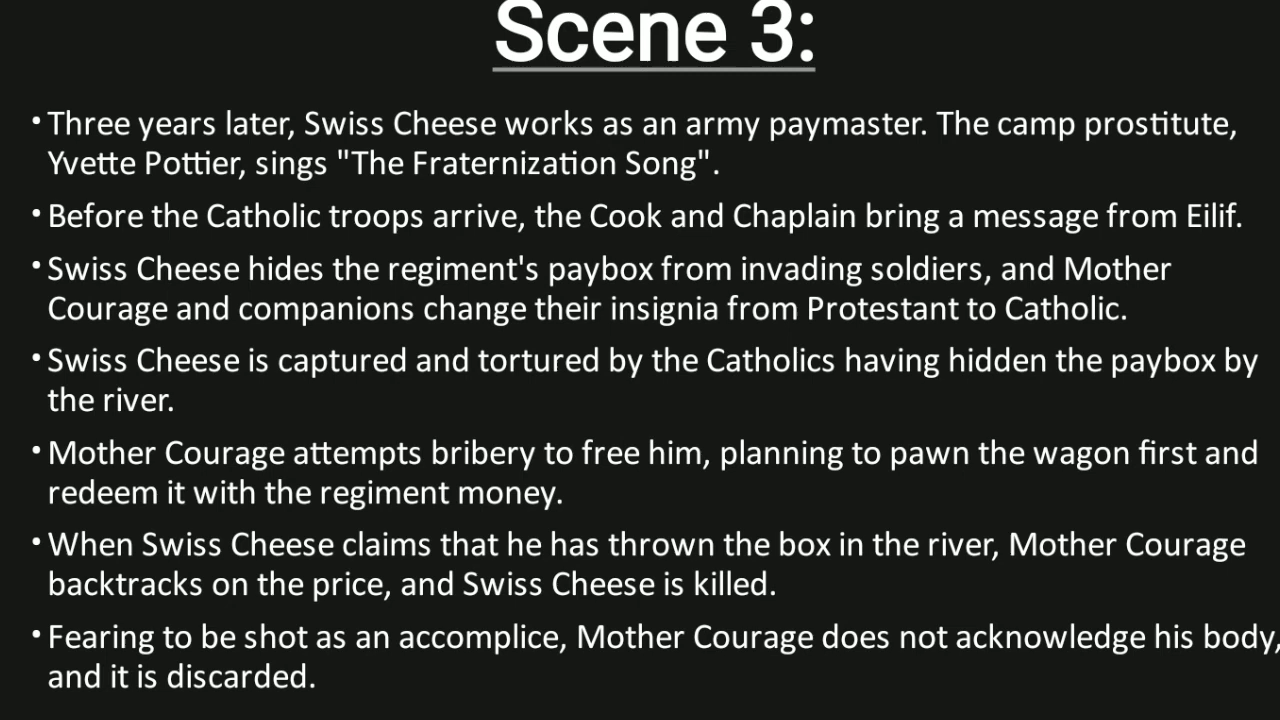 Scene 3:
• Three years later, Swiss Cheese works as an army paymaster. The camp prostitute,
Yvette Pottier, sings "The Fraternization Song".
• Before the Catholic troops arrive, the Cook and Chaplain bring a message from Eilif.
• Swiss Cheese hides the regiment's paybox from invading soldiers, and Mother
Courage and companions change their insignia from Protestant to Catholic.
• Swiss Cheese is captured and tortured by the Catholics having hidden the paybox by
the river.
• Mother Courage attempts bribery to free him, planning to pawn the wagon first and
redeem it with the regiment money.
• When Swiss Cheese claims that he has thrown the box in the river, Mother Courage
backtracks on the price, and Swiss Cheese is killed.
• Fearing to be shot as an accomplice, Mother Courage does not acknowledge his body,
and it is discarded.